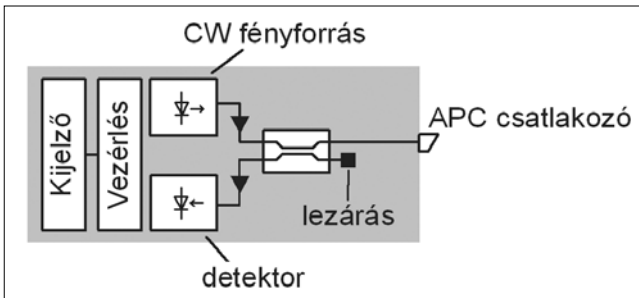 CW fényforrás
APC csatlakozó
Kijelző
Vezérlés
lezárás
detektor